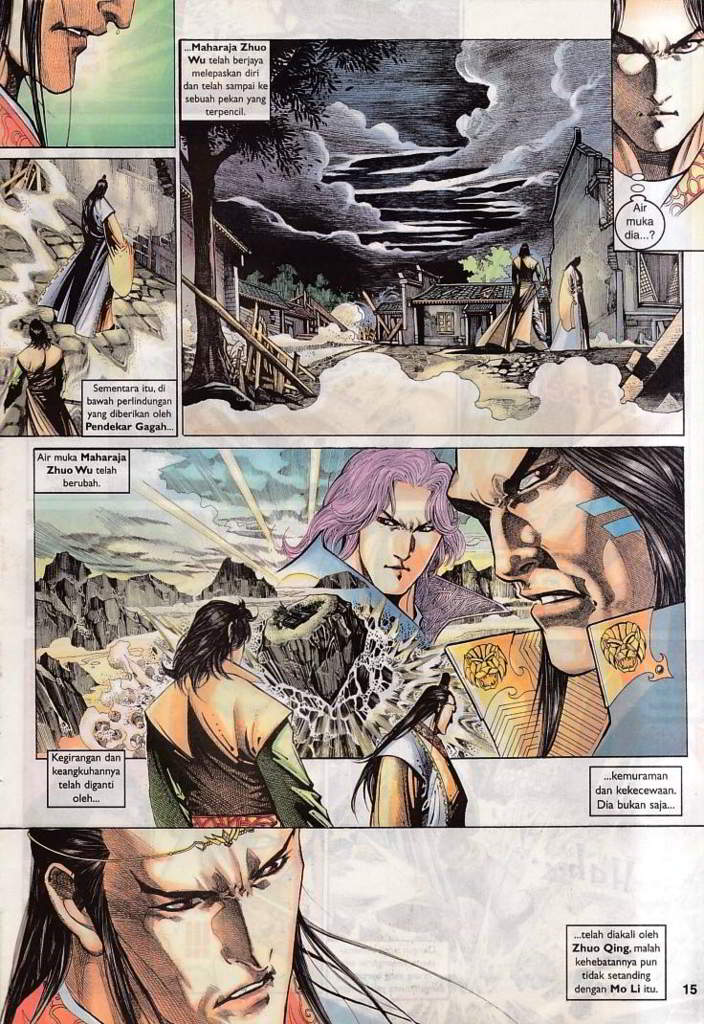 Sementara itu, di
bawah perlindungan
yang diberikan oleh
Pendekar Gagah...
...Maharaja Zhuo
Wu telah berjaya
melepaskan diri
dan telah sampai ke
sebuah pekan yang
terpencil.
Air
muka
dia...?
Air muka Maharaja
Zhuo Wu telah
berubah.
Kegirangan dan
keangkuhannya
telah diganti
oleh...
...kemuraman
dan kekecewaan.
Dia bukan saja...
...telah diakali oleh
Zhuo Qing, malah
kehebatannya pun
tidak setanding
dengan Mo Li itu.
15